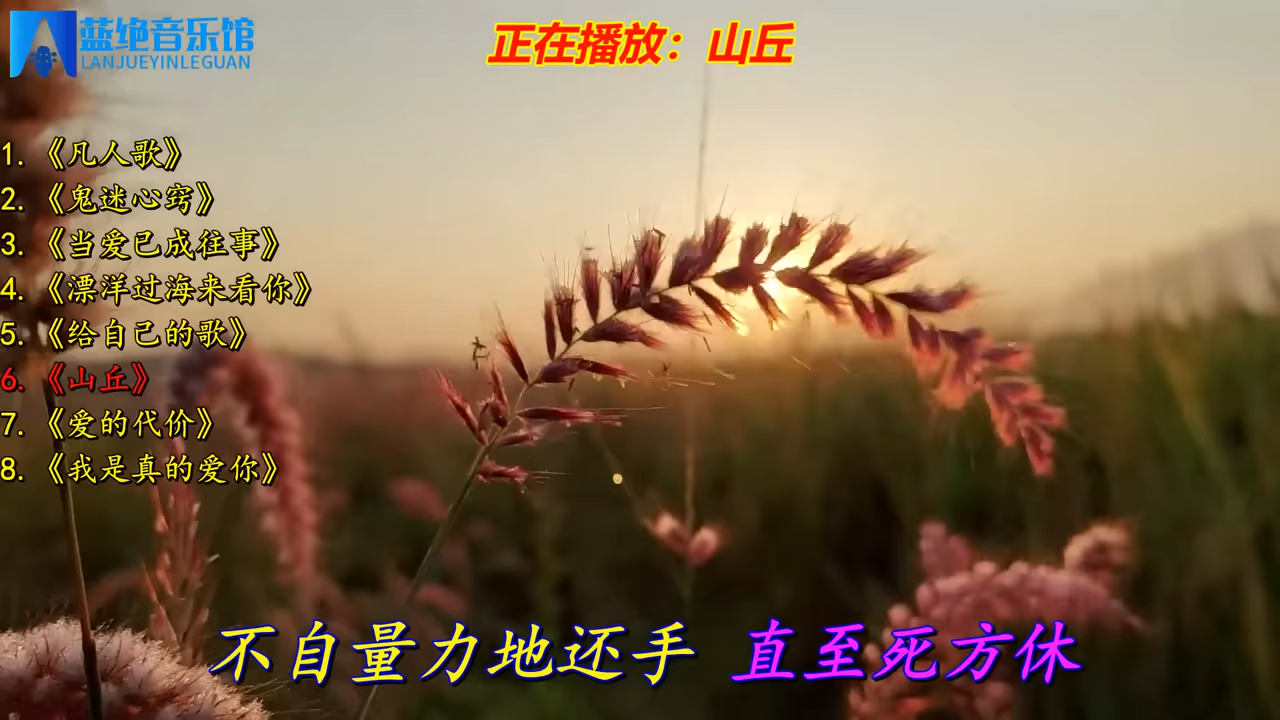 蓝绝音乐馆
LANJUEYINLEGUAN
正在播放：山丘
1. 《凡人歌》
2. 《鬼迷心窍》
3. 《当爱已成往事》
4. 《漂洋过海来看你》
5. 《给自己的歌》
6. 《山丘》
7. 《爱的代价》
8. 《我是真的爱你》
不自量力地还手 直至死方休